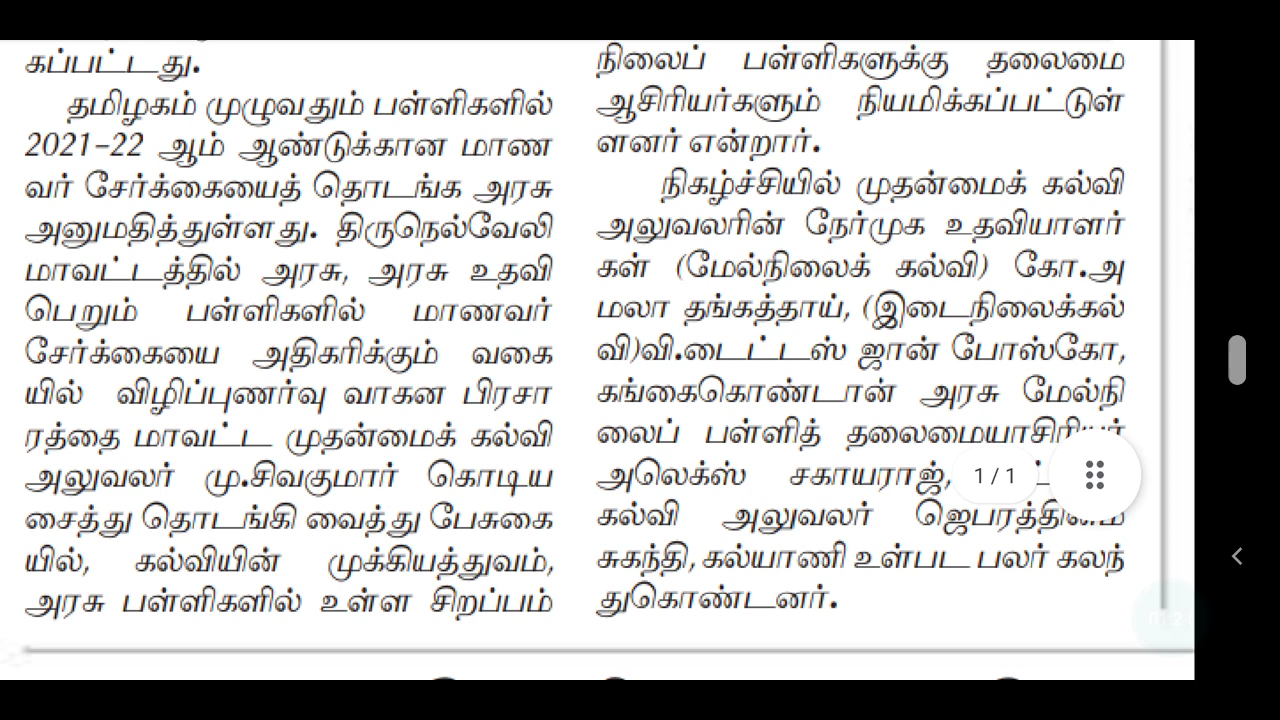 கப்பட்டது.
தமிழகம் முழுவதும் பள்ளிகளில்
2021-22 ஆம் ஆண்டுக்கான மாண
வர் சேர்க்கையைத் தொடங்க அரசு
அனுமதித்துள்ளது. திருநெல்வேலி
மாவட்டத்தில் அரசு, அரசு உதவி
பெறும் பள்ளிகளில் மாணவர்
சேர்க்கையை அதிகரிக்கும் வகை
யில் விழிப்புணர்வு வாகன பிரசா
ரத்தை மாவட்ட முதன்மைக் கல்வி
அலுவலர் மு.சிவகுமார் கொடிய
சைத்து தொடங்கி வைத்து பேசுகை
யில், கல்வியின் முக்கியத்துவம்,
அரசு பள்ளிகளில் உள்ள சிறப்பம்
நிலைப் பள்ளிகளுக்கு தலைமை
ஆசிரியர்களும் நியமிக்கப்பட்டுள்
ளனர் என்றார்.
நிகழ்ச்சியில் முதன்மைக் கல்வி
அலுவலரின் நேர்முக உதவியாளர்
கள் (மேல்நிலைக் கல்வி) கோ.அ
மலா தங்கத்தாய், (இடைநிலைக்கல்
வி)வி.டைட்டஸ் ஜான் போஸ்கோ,
கங்கைகொண்டான் அரசு மேல்நி
லைப் பள்ளித் தலைமையாசிரியர்
அலெக்ஸ் சகாயராஜ்,
கல்வி அலுவலர் ஜெபரத்தினம்
சுகந்தி, கல்யாணி உள்பட பலர் கலந்
துகொண்டனர்.
1 / 1